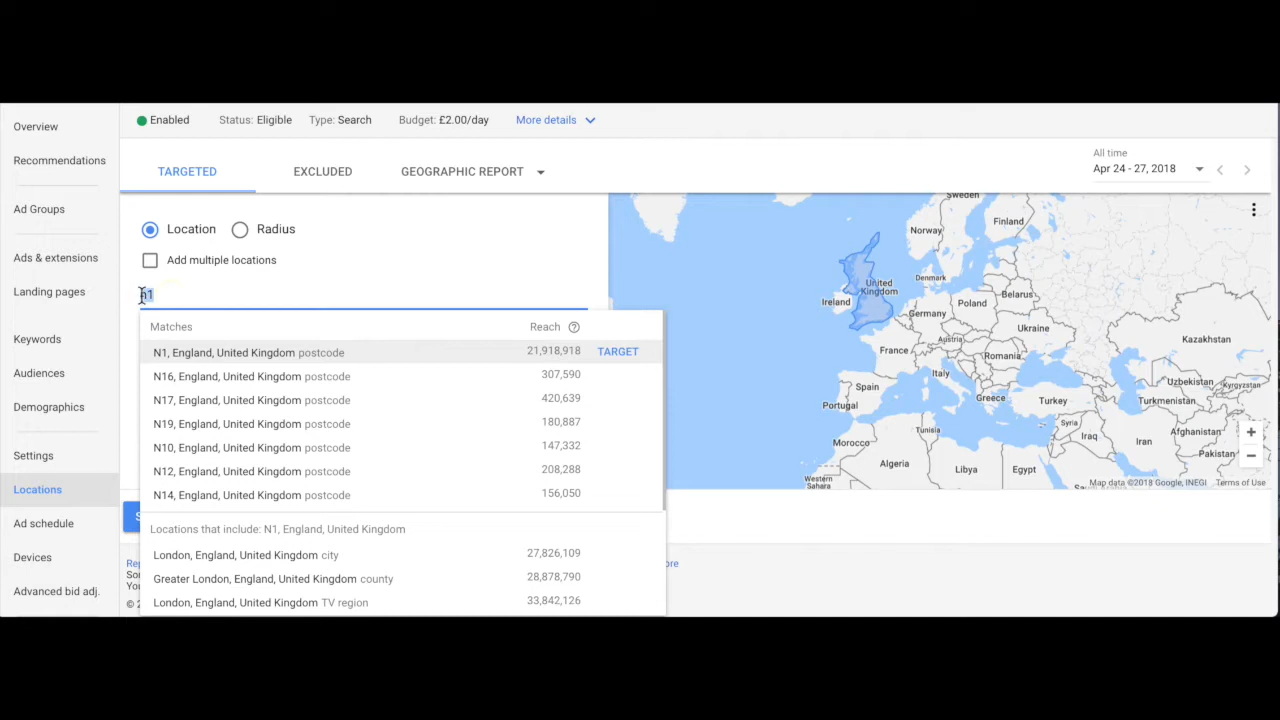 Overview
Recommendations
Ad Groups
Ads & extensions
Landing pages
Keywords
Audiences
Demographics
Settings
Locations
Ad schedule
Devices
Advanced bid adj.
Enabled Status: Eligible Type: Search Budget: £2.00/day More details
TARGETED EXCLUDED GEOGRAPHIC REPORT
All time
Apr 24 - 27, 2018
Location Radius
Add multiple locations
n1
Matches Reach
N1, England, United Kingdom postcode 21,918,918 TARGET
N16, England, United Kingdom postcode 307,590
N17, England, United Kingdom postcode 420,639
N19, England, United Kingdom postcode 180,887
N10, England, United Kingdom postcode 147,332
N12, England, United Kingdom postcode 208,288
N14, England, United Kingdom postcode 156,050
Locations that include: N1, England, United Kingdom
London, England, United Kingdom city 27,826,109
Greater London, England, United Kingdom county 28,878,790
London, England, United Kingdom TV region 33,842,126
Sweden
Finland
Norway
Denmark
United
Kingdom
Ireland
Belarus
Poland
Germany
Ukraine
Kazakhstan
Austria
France
Romania
Italy
Uzbekistan
Kyrgyzstan
Spain
Greece
Turkey
Turkmenistan
Portugal
Syria
Tunisia
Iraq
Iran
Afghanistan
Morocco
Pakistan
Algeria
Libya
Egypt
Western
Sahara
Map data ©2018 Google, INEGI Terms of Use